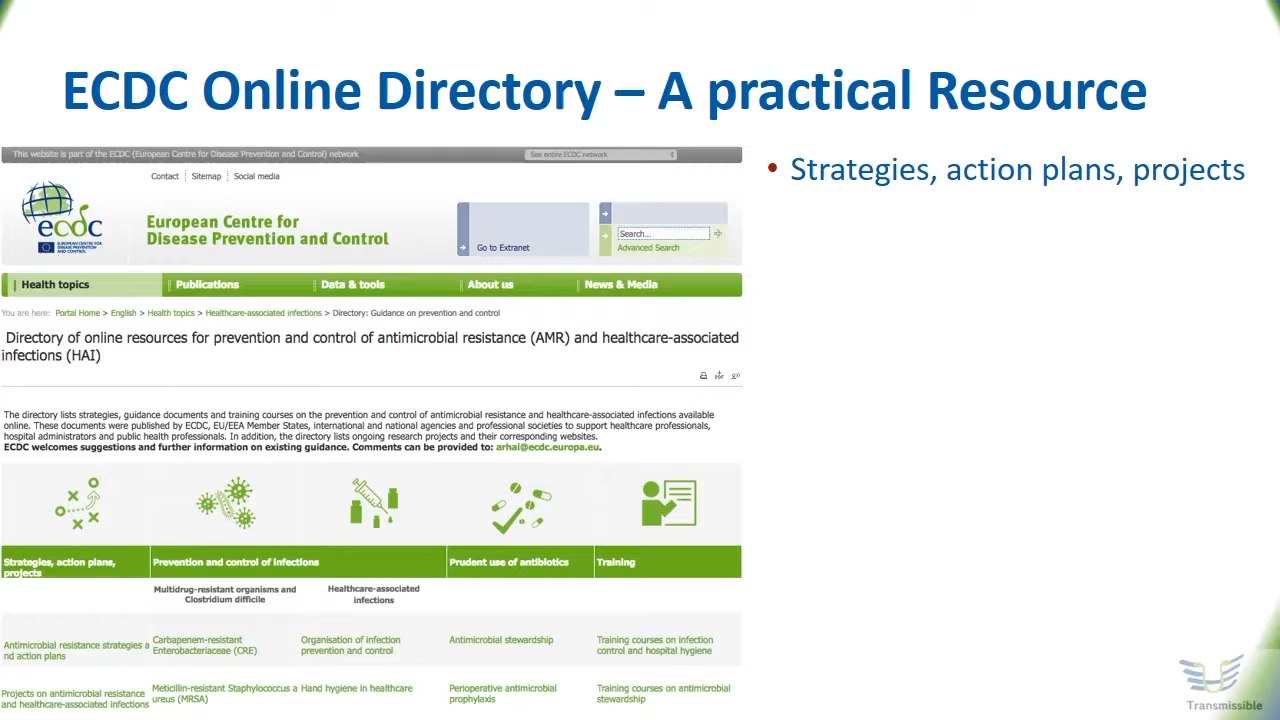 ECDC Online Directory – A practical Resource
This website is part of the ECDC (European Centre for Disease Prevention and Control) network
See entire ECDC network
Contact
Sitemap
Social media
ecdc
EUROPEAN CENTRE FOR
DISEASE PREVENTION
AND CONTROL
European Centre for
Disease Prevention and Control
Go to Extranet
Search...
Advanced Search
Health topics
Publications
Data & tools
About us
News & Media
You are here: Portal Home > English > Health topics > Healthcare-associated infections > Directory: Guidance on prevention and control
Directory of online resources for prevention and control of antimicrobial resistance (AMR) and healthcare-associated
infections (HAI)
PDF
The directory lists strategies, guidance documents and training courses on the prevention and control of antimicrobial resistance and healthcare-associated infections available
online. These documents were published by ECDC, EU/EEA Member States, international and national agencies and professional societies to support healthcare professionals,
hospital administrators and public health professionals. In addition, the directory lists ongoing research projects and their corresponding websites.
ECDC welcomes suggestions and further information on existing guidance. Comments can be provided to: arhai@ecdc.europa.eu.
Strategies, action plans,
projects
Prevention and control of infections
Prudent use of antibiotics
Training
Multidrug-resistant organisms and
Clostridium difficile
Healthcare-associated
infections
Antimicrobial resistance strategies a
nd action plans
Carbapenem-resistant
Enterobacteriaceae (CRE)
Organisation of infection
prevention and control
Antimicrobial stewardship
Training courses on infection
control and hospital hygiene
Projects on antimicrobial resistance
and healthcare-associated infections
Meticillin-resistant Staphylococcus a
ureus (MRSA)
Hand hygiene in healthcare
Perioperative antimicrobial
prophylaxis
Training courses on antimicrobial
stewardship
• Strategies, action plans, projects
Transmissible